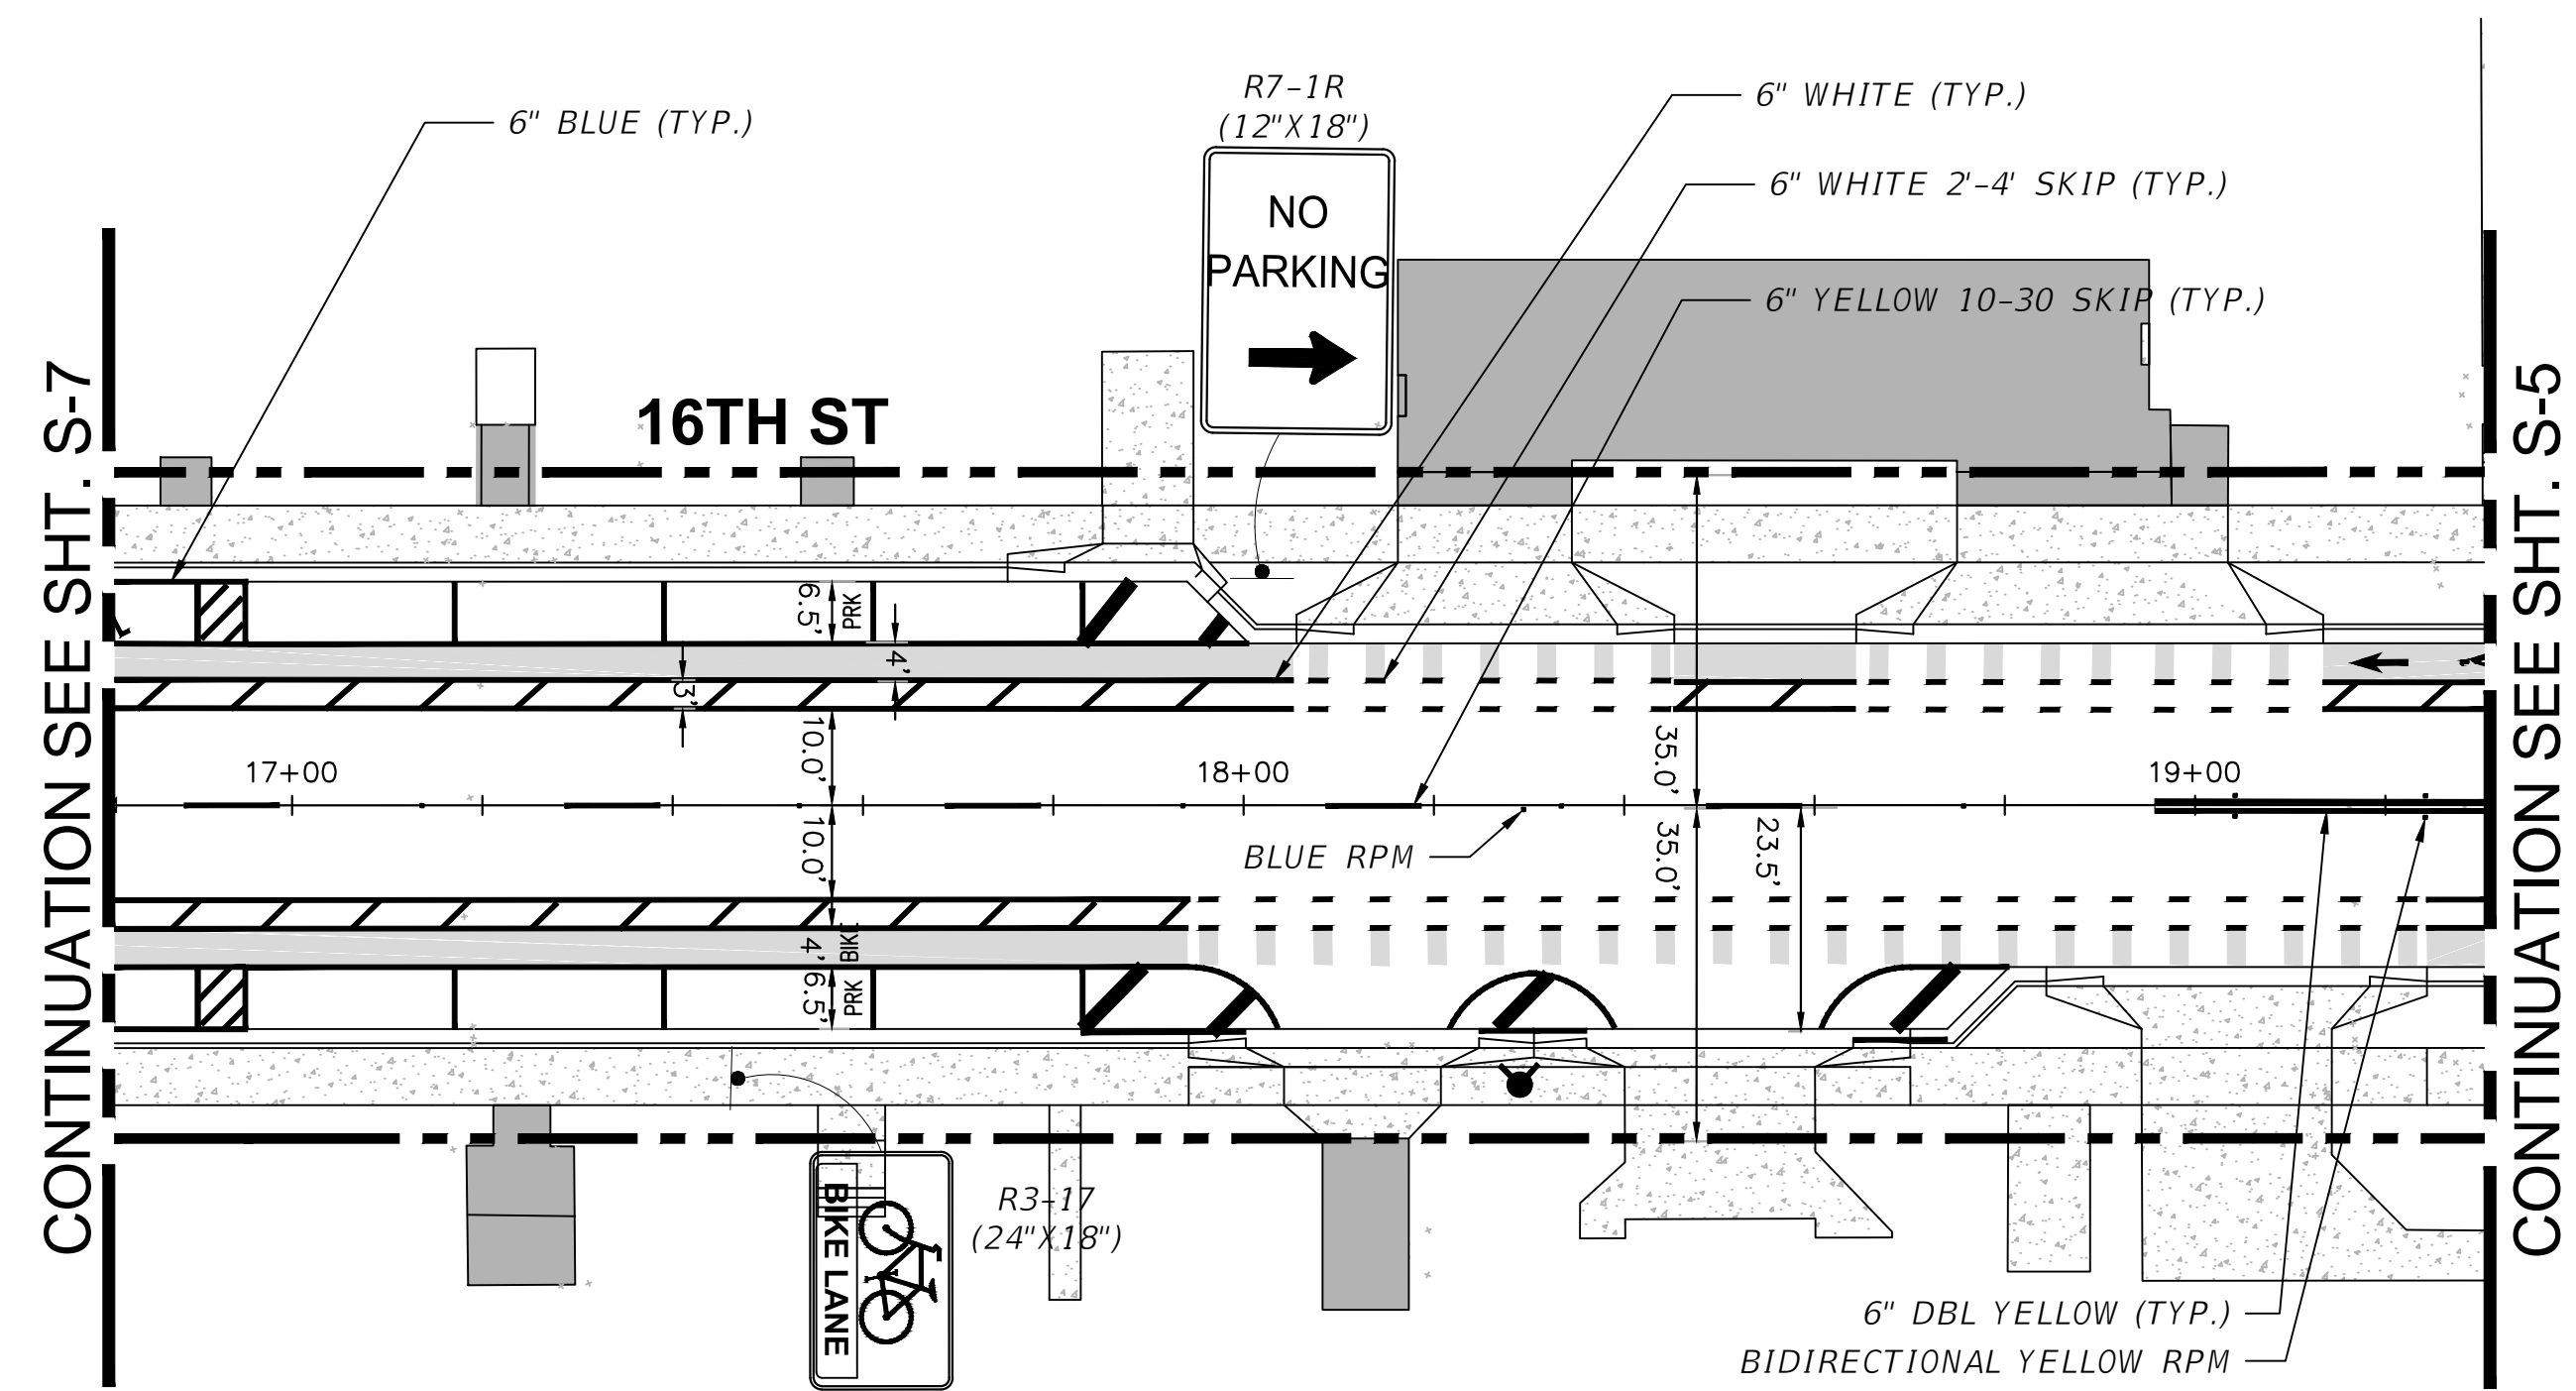 R7-1R
(12"X18")
6" WHITE (TYP.)
6" BLUE (TYP.)
6" WHITE 2'-4' SKIP (TYP.)
NO
PARKING
6" YELLOW 10-30 SKIP (TYP.)
16TH ST
CONTINUATION SEE SHT. S-7
CONTINUATION SEE SHT. S-5
6.5'
PRK
4'
3'
10.0'
35.0'
17+00
18+00
19+00
10.0'
35.0'
23.5'
BLUE RPM
4'
BIKE
6.5'
PRK
BIKE LANE
R3-17
(24"X18")
6" DBL YELLOW (TYP.)
BIDIRECTIONAL YELLOW RPM